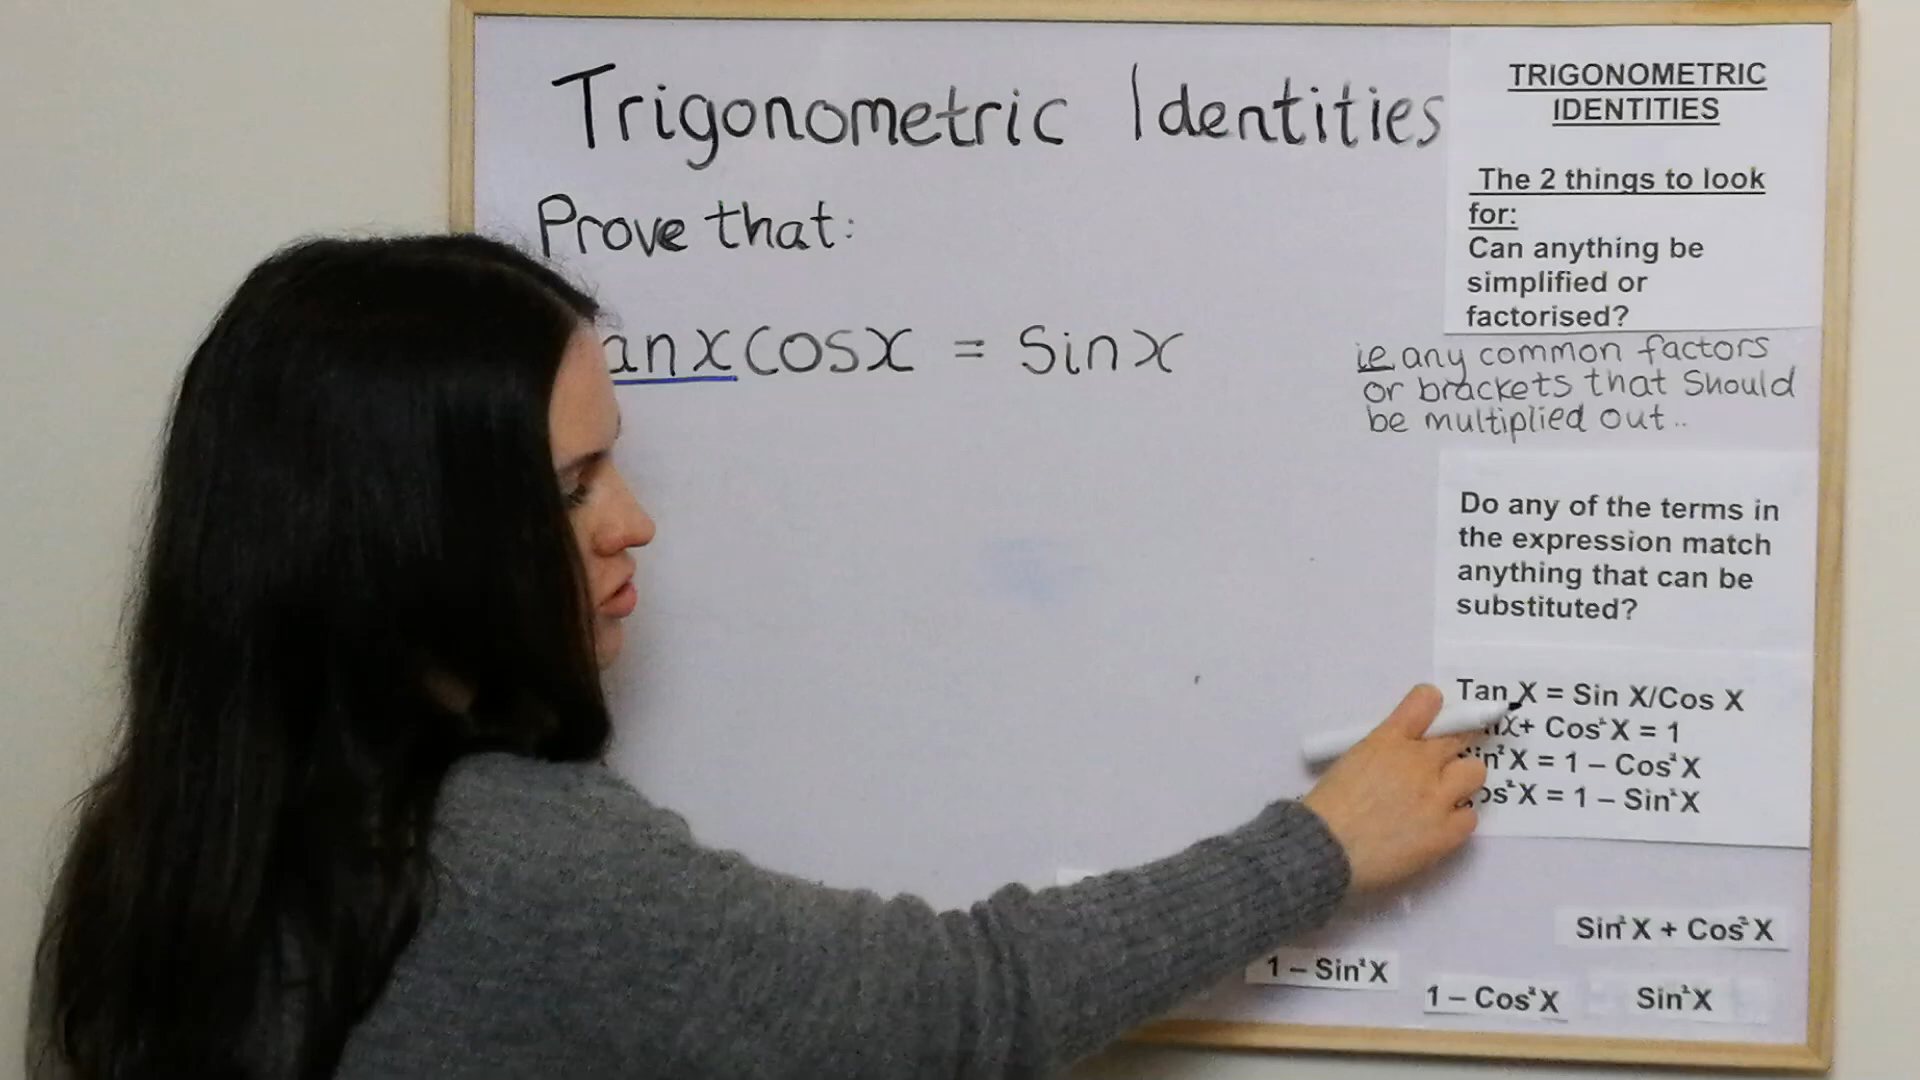 Trigonometric Identities
Prove that:
anxcosx = Sinx
TRIGONOMETRIC
IDENTITIES
The 2 things to look
for:
Can anything be
simplified or
factorised?
ie any common factors
or brackets that should
be multiplied out..
Do any of the terms in
the expression match
anything that can be
substituted?
Tan X = Sin X/Cos X
X+ Cos²X = 1
in²X = 1 – Cos²X
os²X = 1 – Sin²X
Sin²X + Cos²X
1 – Sin²X
1 – Cos²X
Sin²X